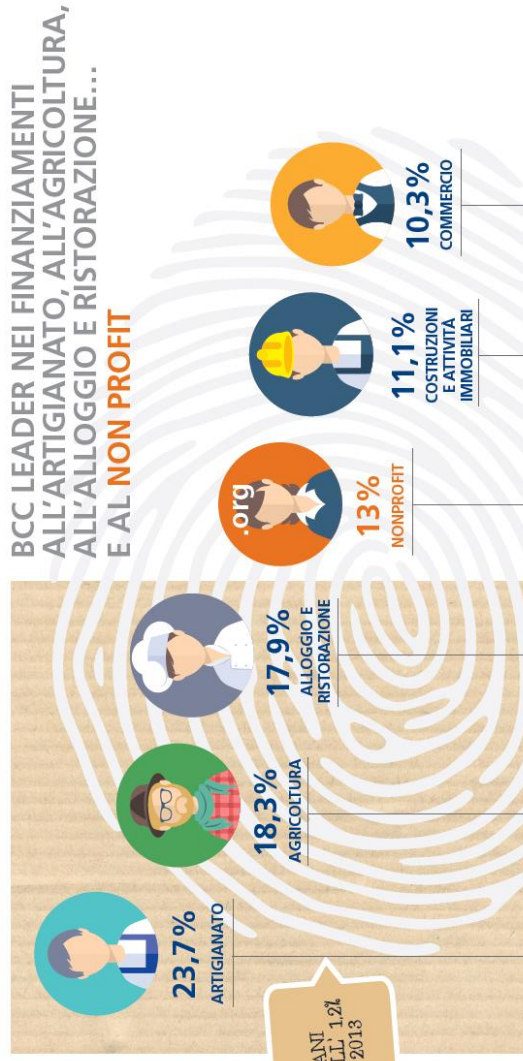 BCC LEADER NEI FINANZIAMENTI
ALL'ARTIGIANATO, ALL'AGRICOLTURA,
ALL'ALLOGGIO E RISTORAZIONE...
E AL NON PROFIT
23,7%
ARTIGIANATO
18,3%
AGRICOLTURA
17,9%
ALLOGGIO E
RISTORAZIONE
.org
13%
NONPROFIT
11,1%
COSTRUZIONI
E ATTIVITÀ
IMMOBILIARI
10,3%
COMMERCIO
ANI
LL' 1,2%
2013